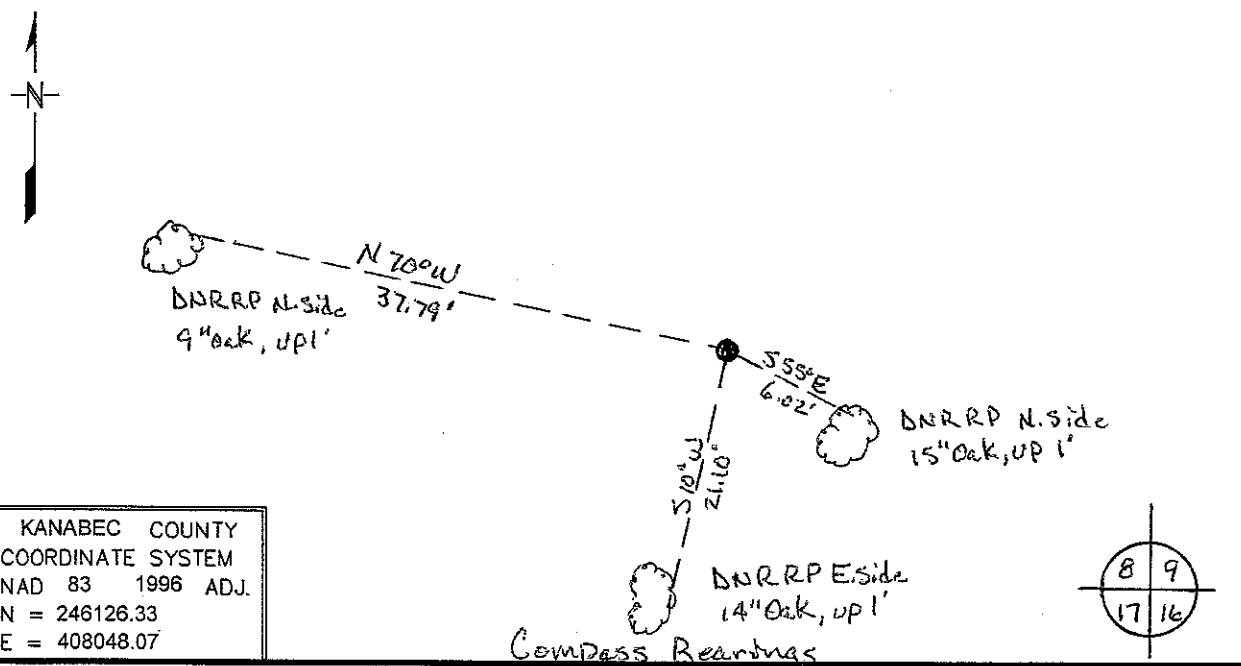 N
N 70° W
37.79'
DNRRP N. Side
9" Oak, up 1'
S 55° E
6.02'
DNRRP N. Side
15" Oak, up 1'
S 10° W
21.10'
DNRRP E. Side
14" Oak, up 1'
Compass Bearings
KANABEC COUNTY
COORDINATE SYSTEM
NAD 83 1996 ADJ.
N = 246126.33
E = 408048.07
8 9
17 16